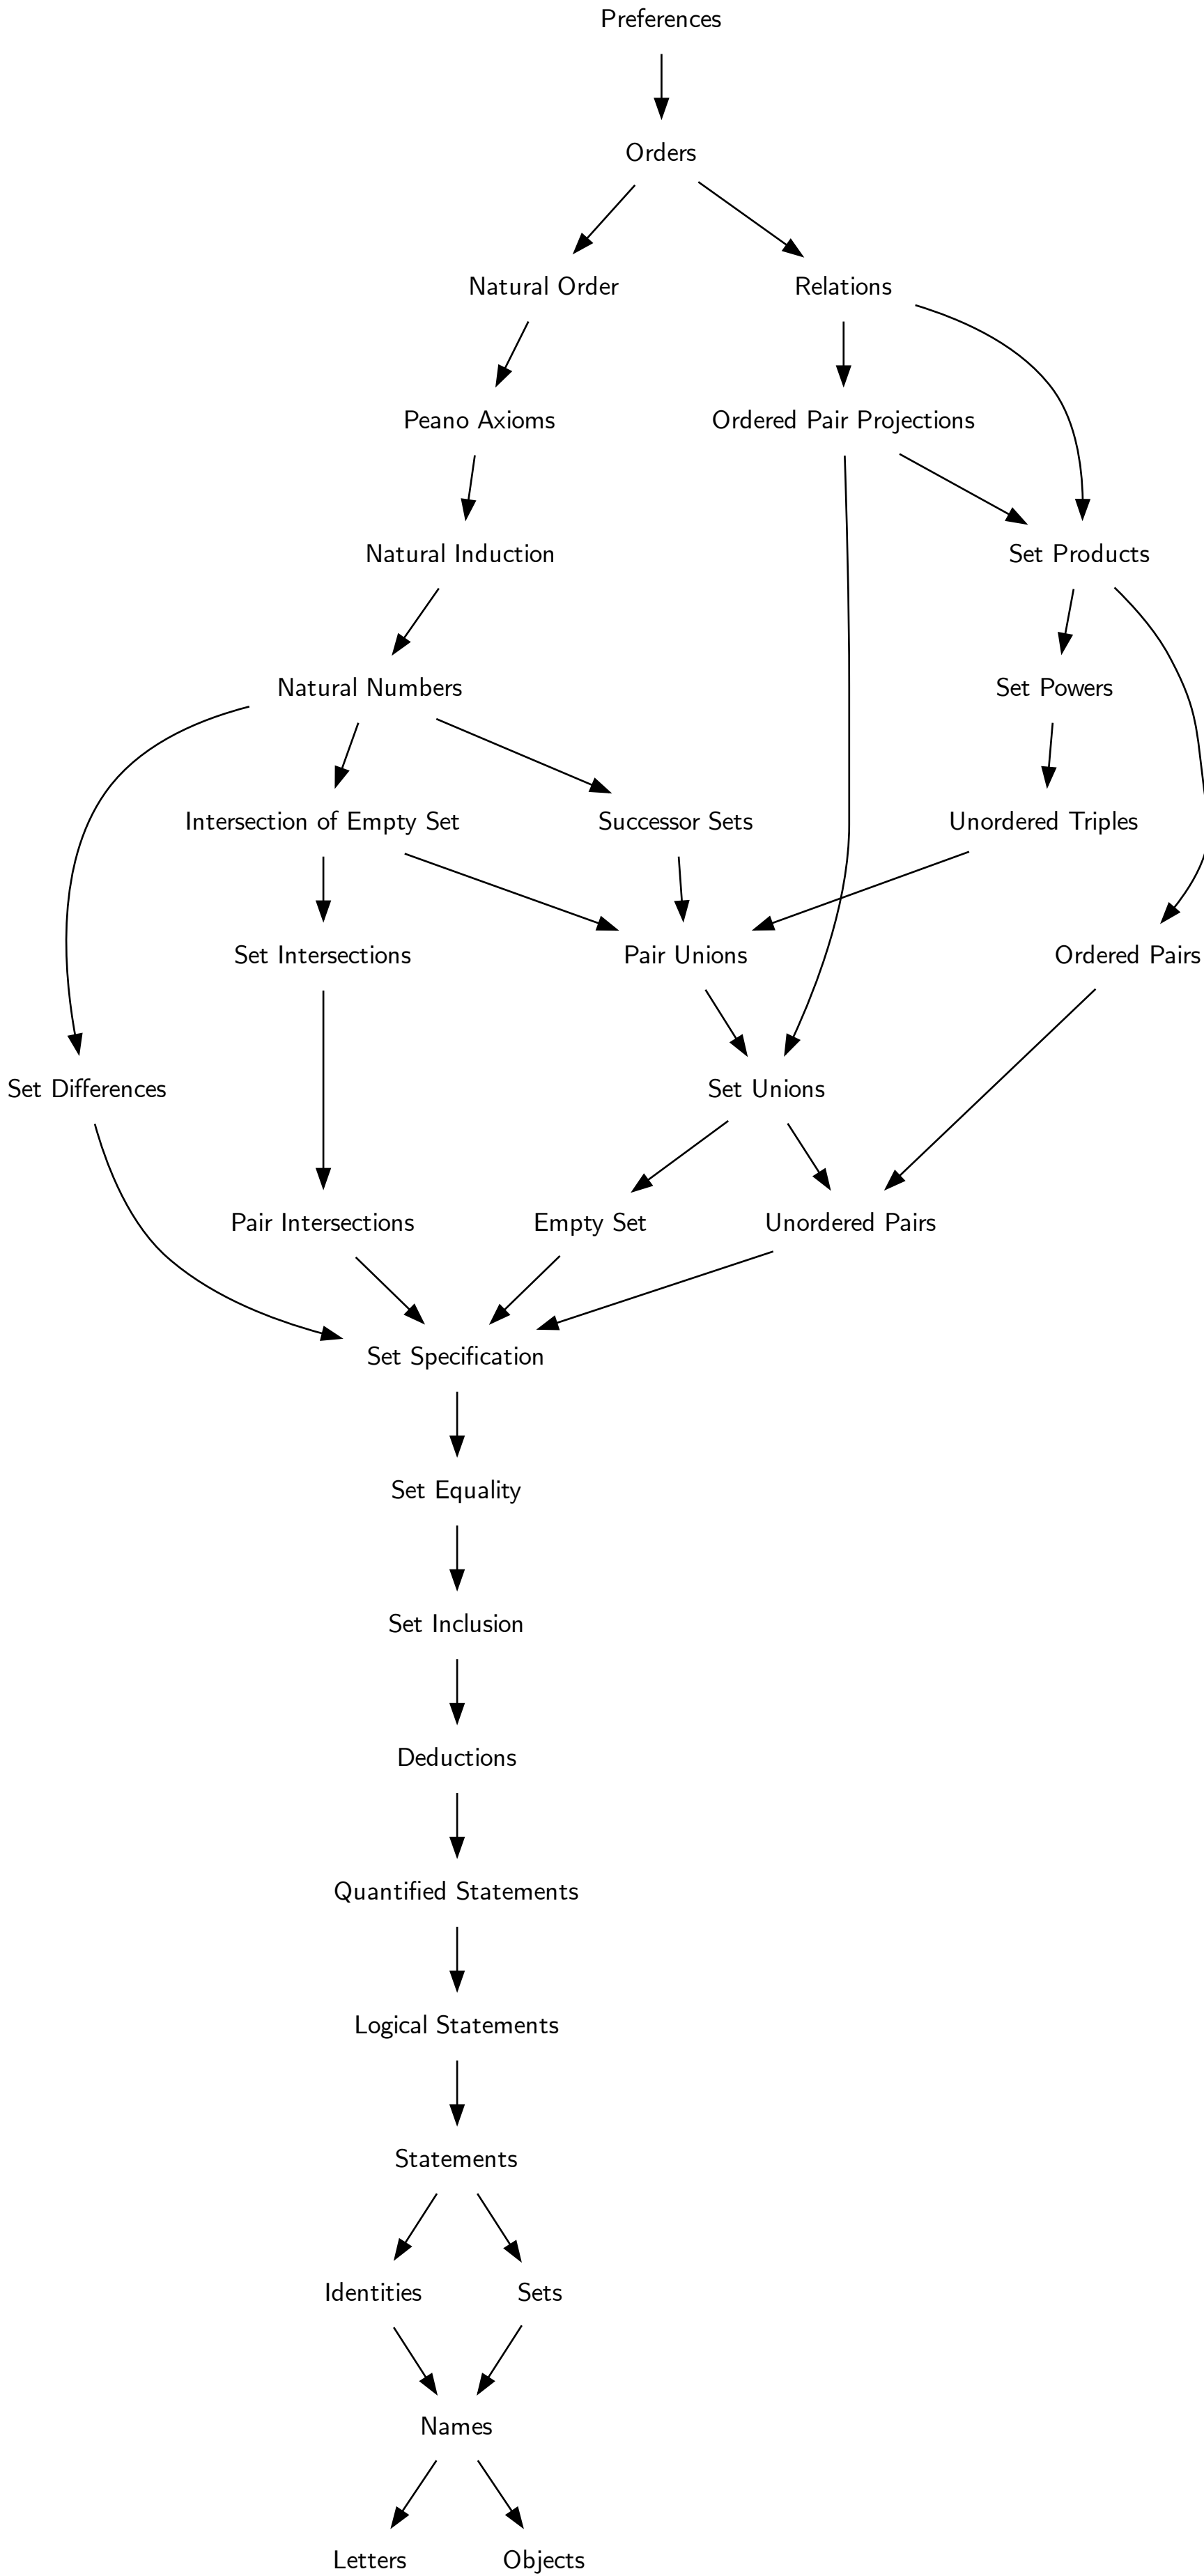 Preferences
Orders
Natural Order
Relations
Peano Axioms
Ordered Pair Projections
Natural Induction
Set Products
Natural Numbers
Set Powers
Intersection of Empty Set
Successor Sets
Unordered Triples
Set Intersections
Pair Unions
Ordered Pairs
Set Differences
Set Unions
Pair Intersections
Empty Set
Unordered Pairs
Set Specification
Set Equality
Set Inclusion
Deductions
Quantified Statements
Logical Statements
Statements
Identities
Sets
Names
Letters
Objects